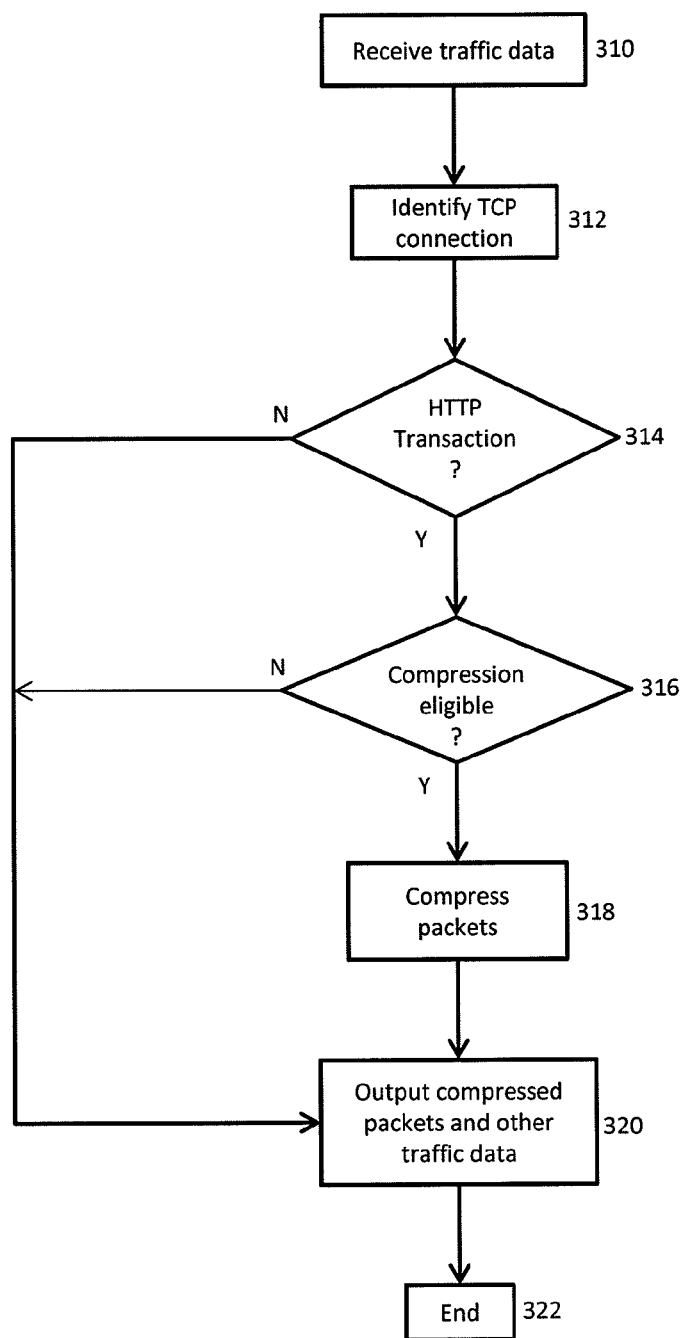 Receive traffic data
310
Identify TCP
connection
312
HTTP
Transaction
?
314
N
Y
Compression
eligible
?
316
N
Y
Compress
packets
318
Output compressed
packets and other
traffic data
320
End
322